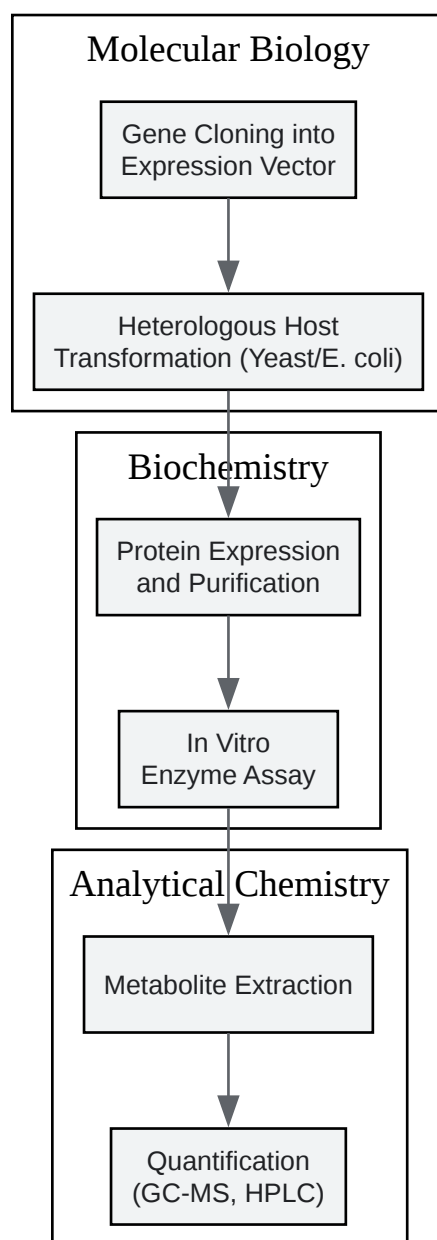 Molecular Biology
Gene Cloning into
Expression Vector
Heterologous Host
Transformation (Yeast/E. coli)
Biochemistry
Protein Expression
and Purification
In Vitro
Enzyme Assay
Analytical Chemistry
Metabolite Extraction
Quantification
(GC-MS, HPLC)